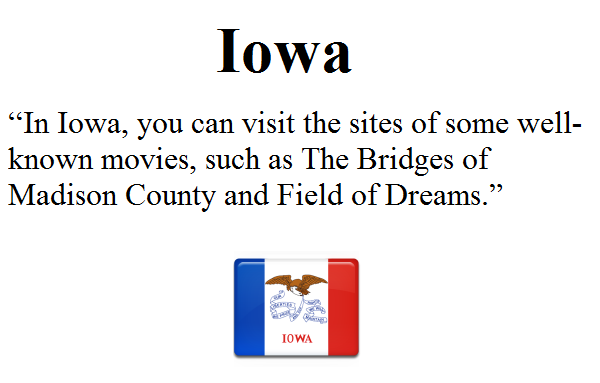 Iowa
“In Iowa, you can visit the sites of some well-
known movies, such as The Bridges of
Madison County and Field of Dreams.”
IOWA